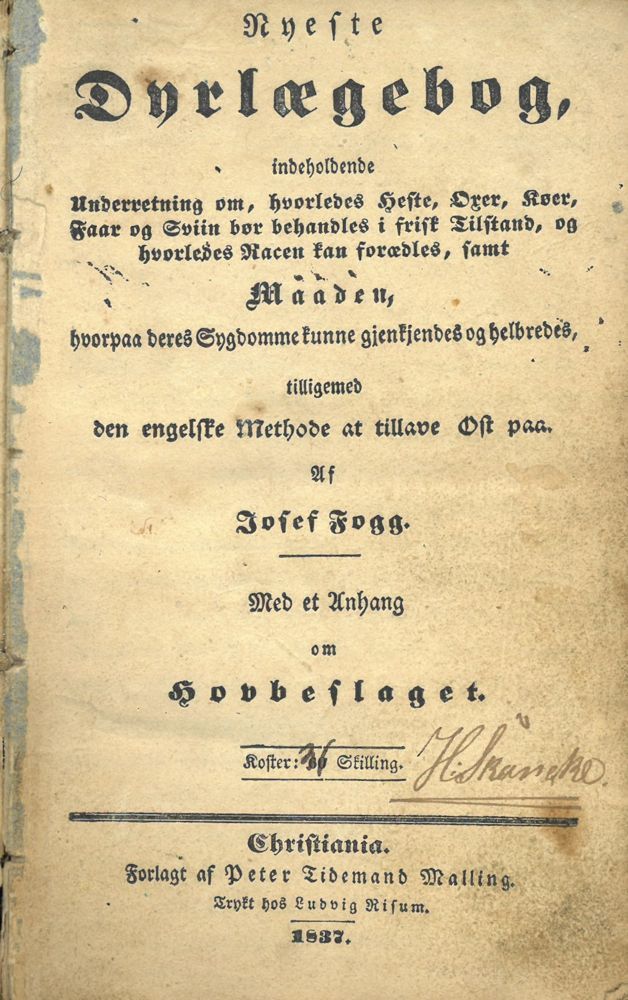 Nyeste
Dyrlægebog,
indeholdende
Underretning om, hvorledes Heste, Oxer, Køer,
Faar og Sviin bør behandles i frisk Tilstand, og
hvorledes Racen kan forædles, samt
Maaden,
hvorpaa deres Sygdomme kunne gjenkjendes og helbredes,
tilligemed
den engelske Methode at tillave Ost paa.
Af
Josef Fogg.
Med et Anhang
om
Hovbeslaget.
Koster: Skilling.
H. Skancke.
Christiania.
Forlagt af Peter Tidemand Malling.
Trykt hos Ludvig Risum.
1837.